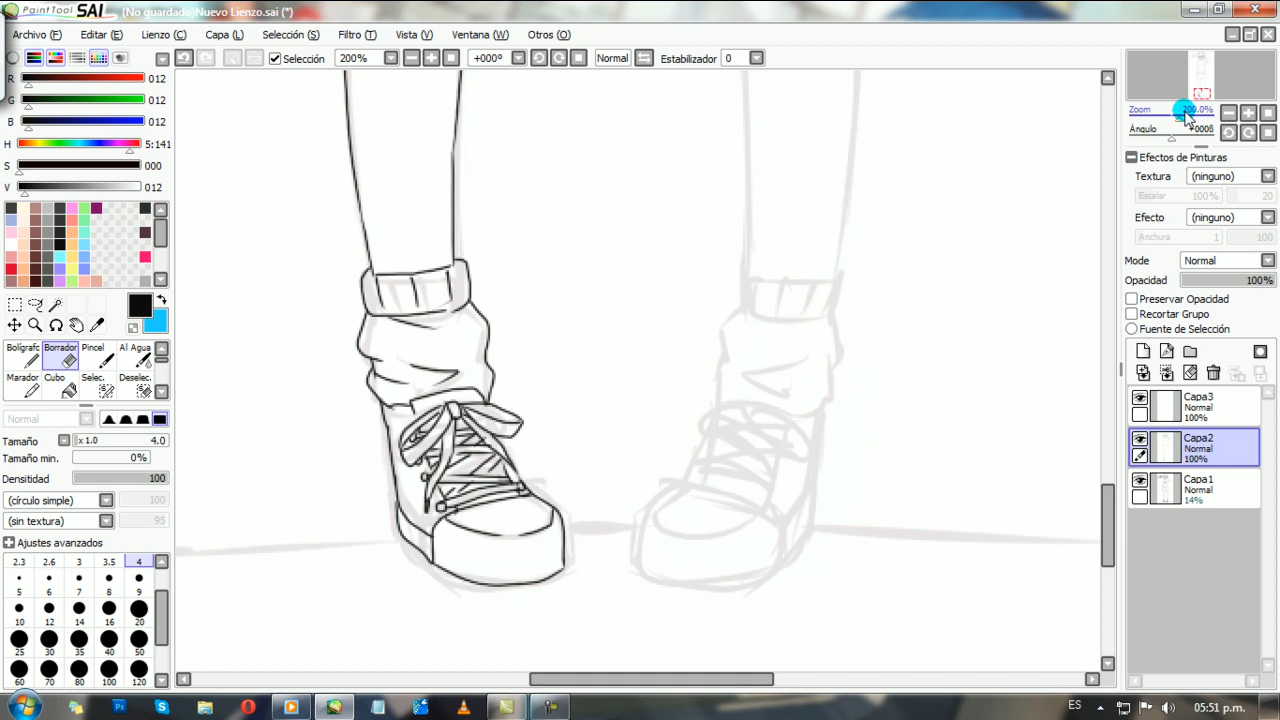 PaintTool SAI (No guardado)Nuevo Lienzo.sai (*)
Archivo (F) Editar (E) Lienzo (C) Capa (L) Selección (S) Filtro (T) Vista (V) Ventana (W) Otros (O)
Selección 200% +000º Normal Estabilizador 0
R 012
G 012
B 012
H 5:141
S 000
V 012
Bolígrafc Borrador Pincel Al Agua
Marador Cubo Selec. Deselec.
Normal
Tamaño x 1.0 4.0
Tamaño min. 0%
Densidad 100
(círculo simple) 100
(sin textura) 95
Ajustes avanzados
2.3 2.6 3 3.5 4
5 6 7 8 9
10 12 14 16 20
25 30 35 40 50
60 70 80 100 120
Zoom 200.0%
Ángulo +000ß
Efectos de Pinturas
Textura (ninguno)
Escalar 100% 20
Efecto (ninguno)
Anchura 1 100
Mode Normal
Opacidad 100%
Preservar Opacidad
Recortar Grupo
Fuente de Selección
Capa3
Normal
100%
Capa2
Normal
100%
Capa1
Normal
14%
ES 05:51 p.m.